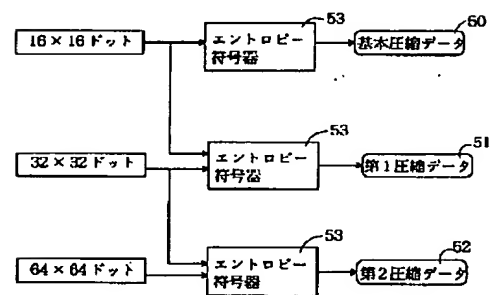 53
50
16×16ドット
エントロピー
符号器
基本圧縮データ
53
51
32×32ドット
エントロピー
符号器
第1圧縮データ
53
52
64×64ドット
エントロピー
符号器
第2圧縮データ